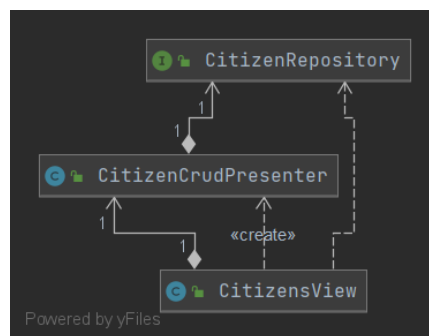 I CitizenRepository
1
1
C CitizenCrudPresenter
1
«create»
1
C CitizensView
Powered by yFiles